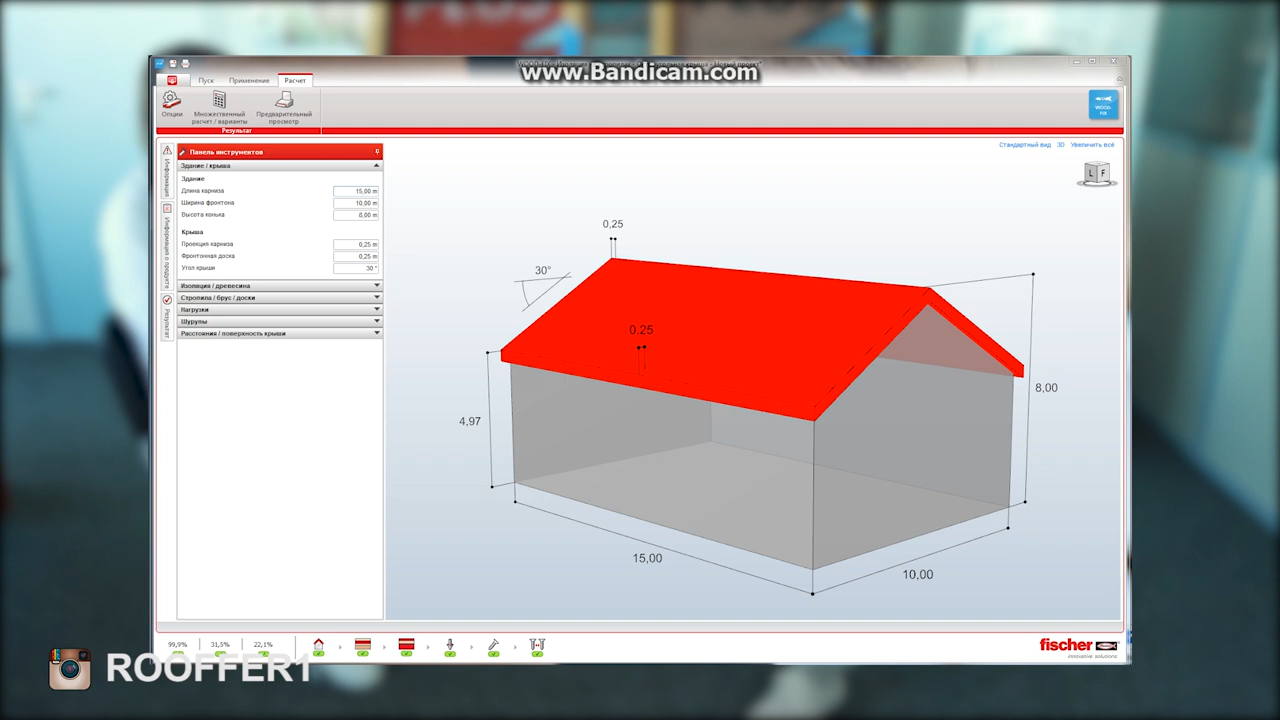 PLUS
www.Bandicam.com
Пуск
Применение
Расчет
Опции
Множественный расчет / варианты
Предварительный просмотр
Результат
WOOD-FIX
Информация
Информация о продукте
Результат
Панель инструментов
Здание / крыша
Здание
Длина карниза 15,00 m
Ширина фронтона 10,00 m
Высота конька 8,00 m
Крыша
Проекция карниза 0,25 m
Фронтонная доска 0,25 m
Угол крыши 30 °
Изоляция / древесина
Стропила / брус / доски
Нагрузки
Шурупы
Расстояния / поверхность крыши
Стандартный вид 3D Увеличить всё
L F
0,25
30°
0,25
4,97
8,00
15,00
10,00
99,9% 31,5% 22,1%
fischer
innovative solutions
ROOFFER1